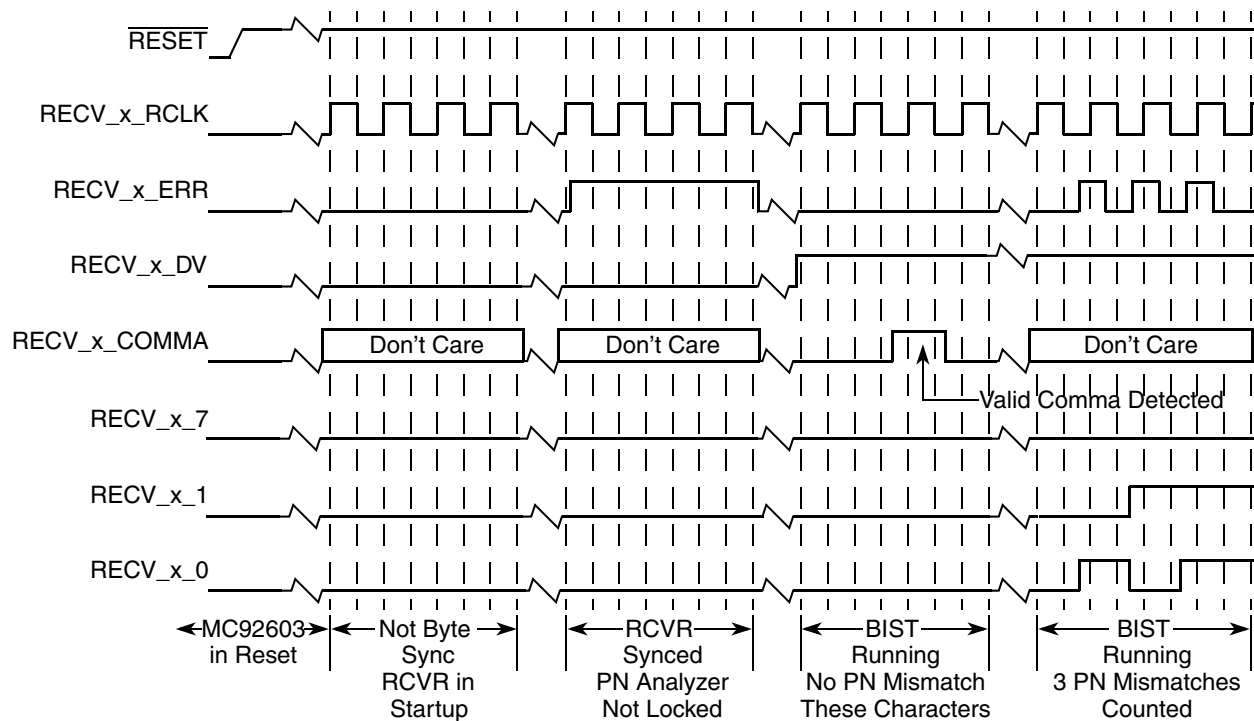 RESET
RECV_x_RCLK
RECV_x_ERR
RECV_x_DV
RECV_x_COMMA
Don't Care
Don't Care
Don't Care
Valid Comma Detected
RECV_x_7
RECV_x_1
RECV_x_0
MC92603
in Reset
Not Byte
Sync
RCVR in
Startup
RCVR
Synced
PN Analyzer
Not Locked
BIST
Running
No PN Mismatch
These Characters
BIST
Running
3 PN Mismatches
Counted